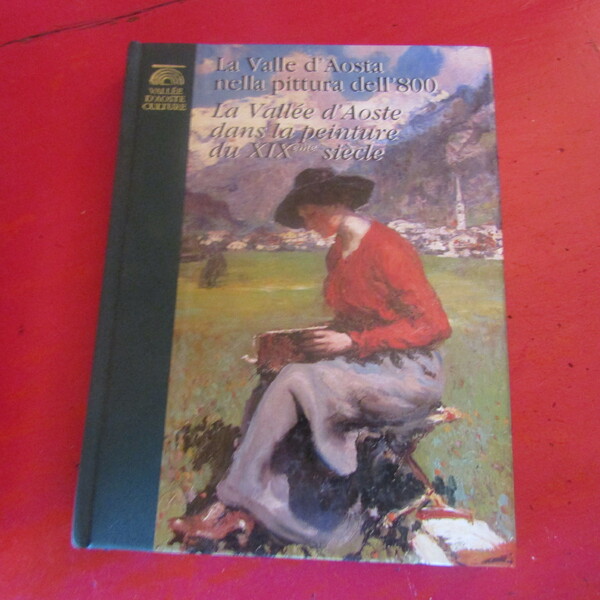 VALLÉE
D'AOSTE
CULTURE
La Valle d'Aosta
nella pittura dell'800
La Vallée d'Aoste
dans la peinture
du XIXème siècle